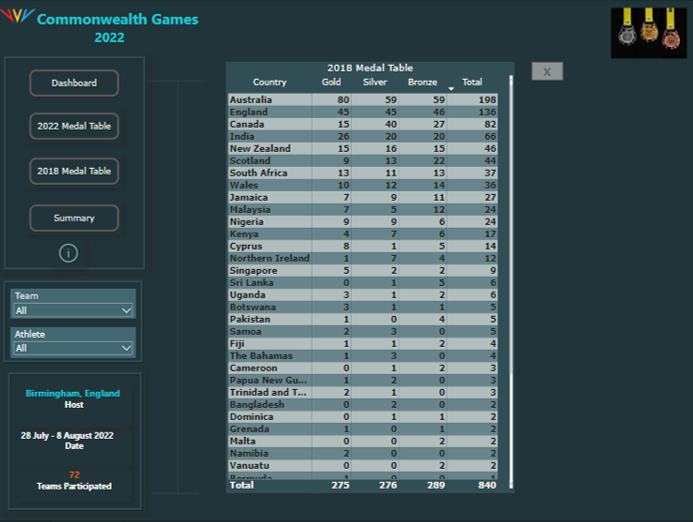 Commonwealth Games
2022
Dashboard
2022 Medal Table
2018 Medal Table
Summary
i
Team
All
Athlete
All
Birmingham, England
Host
28 July - 8 August 2022
Date
72
Teams Participated
2018 Medal Table
Country Gold Silver Bronze Total
Australia 80 59 59 198
England 45 45 46 136
Canada 15 40 27 82
India 26 20 20 66
New Zealand 15 16 15 46
Scotland 9 13 22 44
South Africa 13 11 13 37
Wales 10 12 14 36
Jamaica 7 9 11 27
Malaysia 7 5 12 24
Nigeria 9 9 6 24
Kenya 4 7 6 17
Cyprus 8 1 5 14
Northern Ireland 1 7 4 12
Singapore 5 2 2 9
Sri Lanka 0 1 5 6
Uganda 3 1 2 6
Botswana 3 1 1 5
Pakistan 1 0 4 5
Samoa 2 3 0 5
Fiji 1 1 2 4
The Bahamas 1 3 0 4
Cameroon 0 1 2 3
Papua New Gu... 1 2 0 3
Trinidad and T... 2 1 0 3
Bangladesh 0 2 0 2
Dominica 0 1 1 2
Grenada 1 0 1 2
Malta 0 0 2 2
Namibia 2 0 0 2
Vanuatu 0 0 2 2
Bermuda 1 0 0 1
Total 275 276 289 840
X